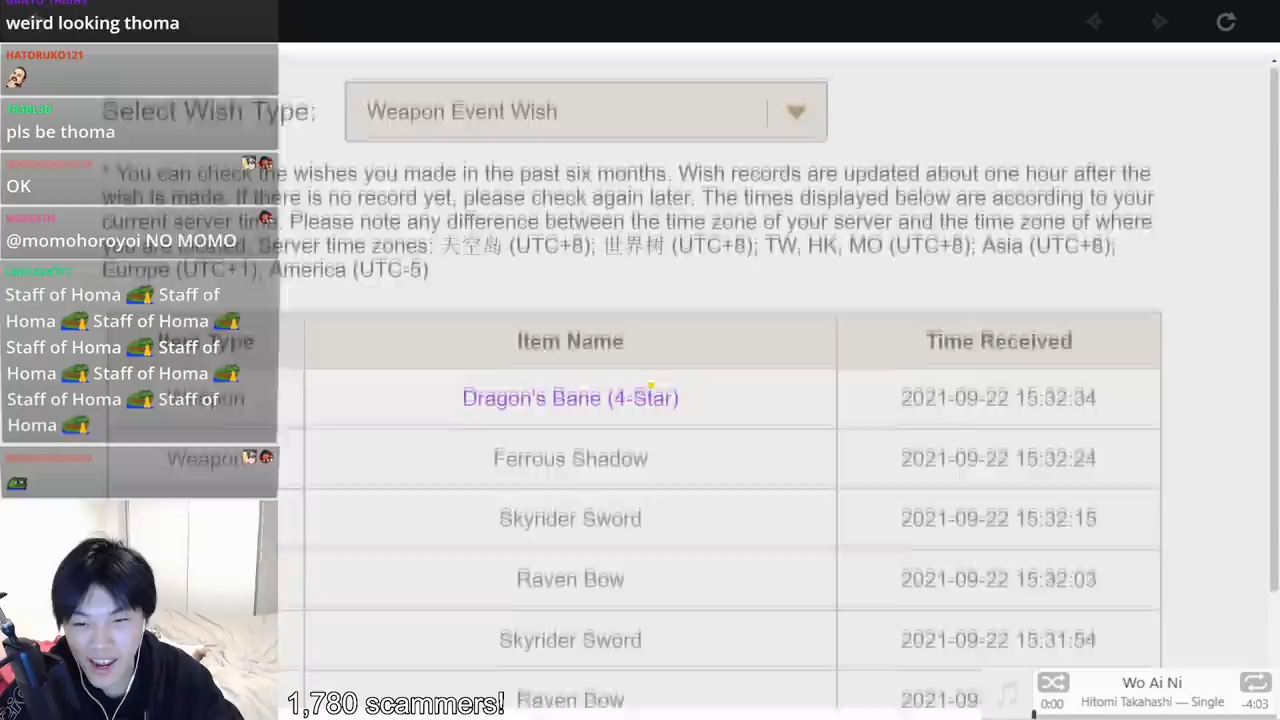 weird looking thoma
HATORUKO121
pls be thoma
OK
@momohoroyoi NO MOMO
Staff of Homa Staff of
Homa Staff of Homa
Staff of Homa Staff of
Homa Staff of Homa
Staff of Homa Staff of
Homa
Select Wish Type:
Weapon Event Wish
* You can check the wishes you made in the past six months. Wish records are updated about one hour after the
wish is made. If there is no record yet, please check again later. The times displayed below are according to your
current server time. Please note any difference between the time zone of your server and the time zone of where
you are located. Server time zones: 天空岛 (UTC+8); 世界树 (UTC+8); TW, HK, MO (UTC+8); Asia (UTC+8);
Europe (UTC+1), America (UTC-5)
Item Type Item Name Time Received
Weapon Dragon's Bane (4-Star) 2021-09-22 15:32:34
Weapon Ferrous Shadow 2021-09-22 15:32:24
Skyrider Sword 2021-09-22 15:32:15
Raven Bow 2021-09-22 15:32:03
Skyrider Sword 2021-09-22 15:31:54
Raven Bow 2021-09
1,780 scammers!
Wo Ai Ni
Hitomi Takahashi — Single
0:00
-4:03